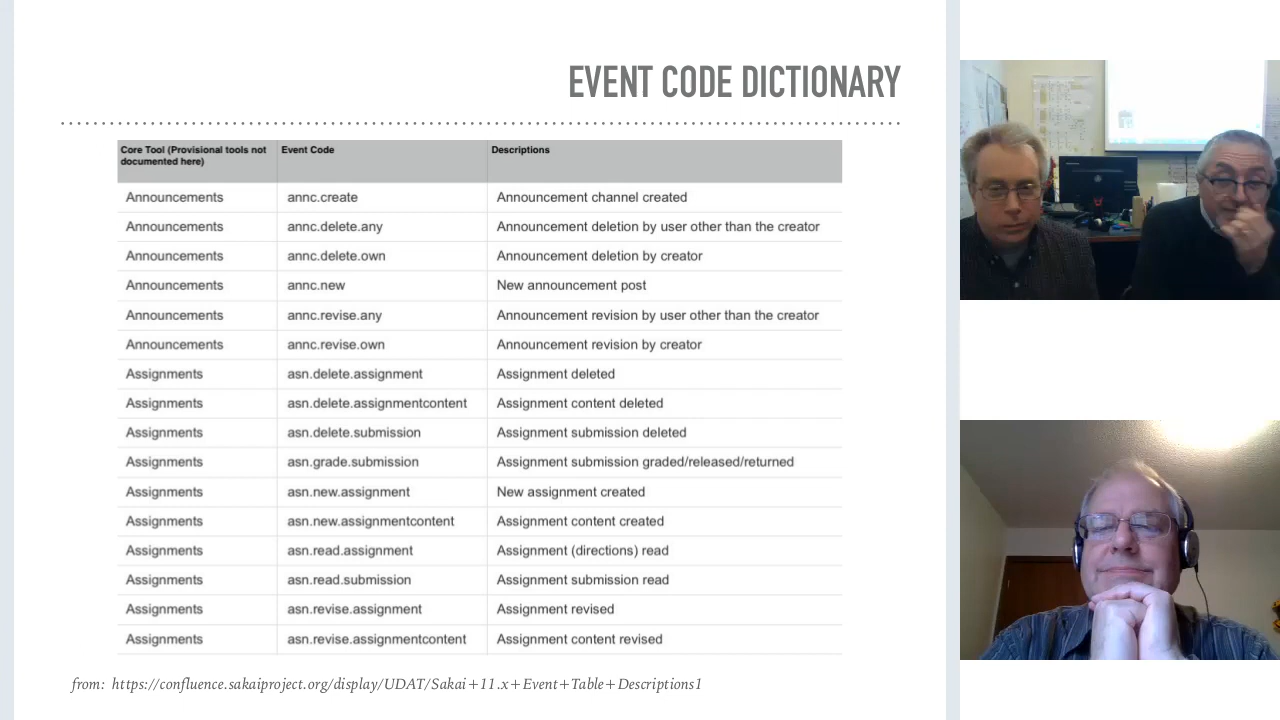 EVENT CODE DICTIONARY
Core Tool (Provisional tools not documented here) Event Code Descriptions
Announcements annc.create Announcement channel created
Announcements annc.delete.any Announcement deletion by user other than the creator
Announcements annc.delete.own Announcement deletion by creator
Announcements annc.new New announcement post
Announcements annc.revise.any Announcement revision by user other than the creator
Announcements annc.revise.own Announcement revision by creator
Assignments asn.delete.assignment Assignment deleted
Assignments asn.delete.assignmentcontent Assignment content deleted
Assignments asn.delete.submission Assignment submission deleted
Assignments asn.grade.submission Assignment submission graded/released/returned
Assignments asn.new.assignment New assignment created
Assignments asn.new.assignmentcontent Assignment content created
Assignments asn.read.assignment Assignment (directions) read
Assignments asn.read.submission Assignment submission read
Assignments asn.revise.assignment Assignment revised
Assignments asn.revise.assignmentcontent Assignment content revised
from: https://confluence.sakaiproject.org/display/UDAT/Sakai+11.x+Event+Table+Descriptions1